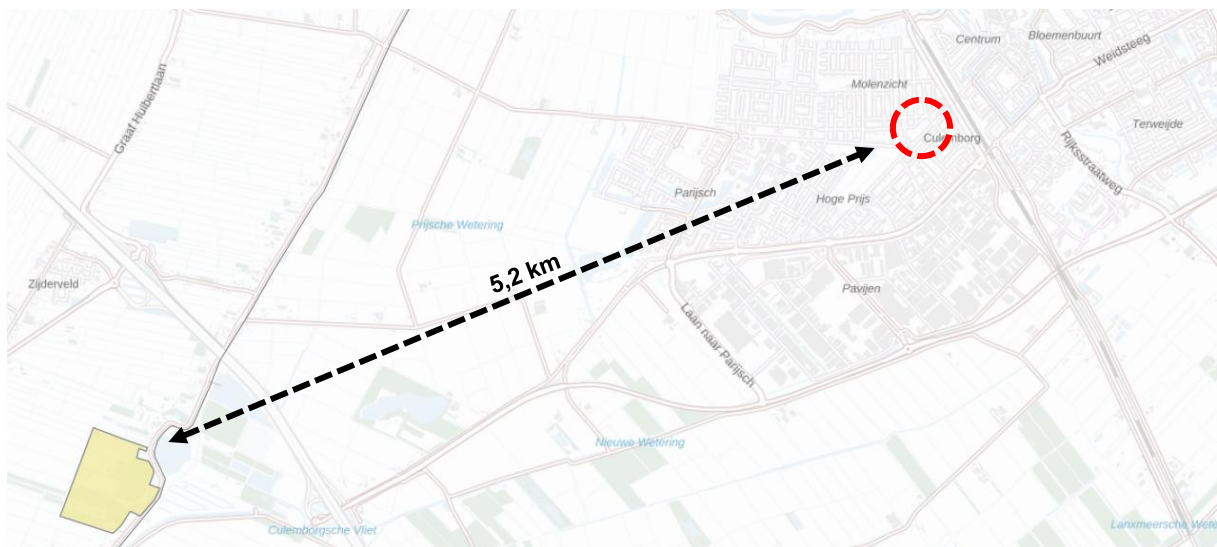 Centrum
Bloemenbuurt
Weidsteeg
Molenzicht
Graaf Huibertlaan
Culemborg
Terweijde
Rijksstraatweg
Parijsch
Hoge Prijs
Prijsche Wetering
5,2 km
Zijderveld
Pavijen
Laan naar Parijsch
Nieuwe Wetering
Culemborgsche Vliet
Lanxmeersche Wete